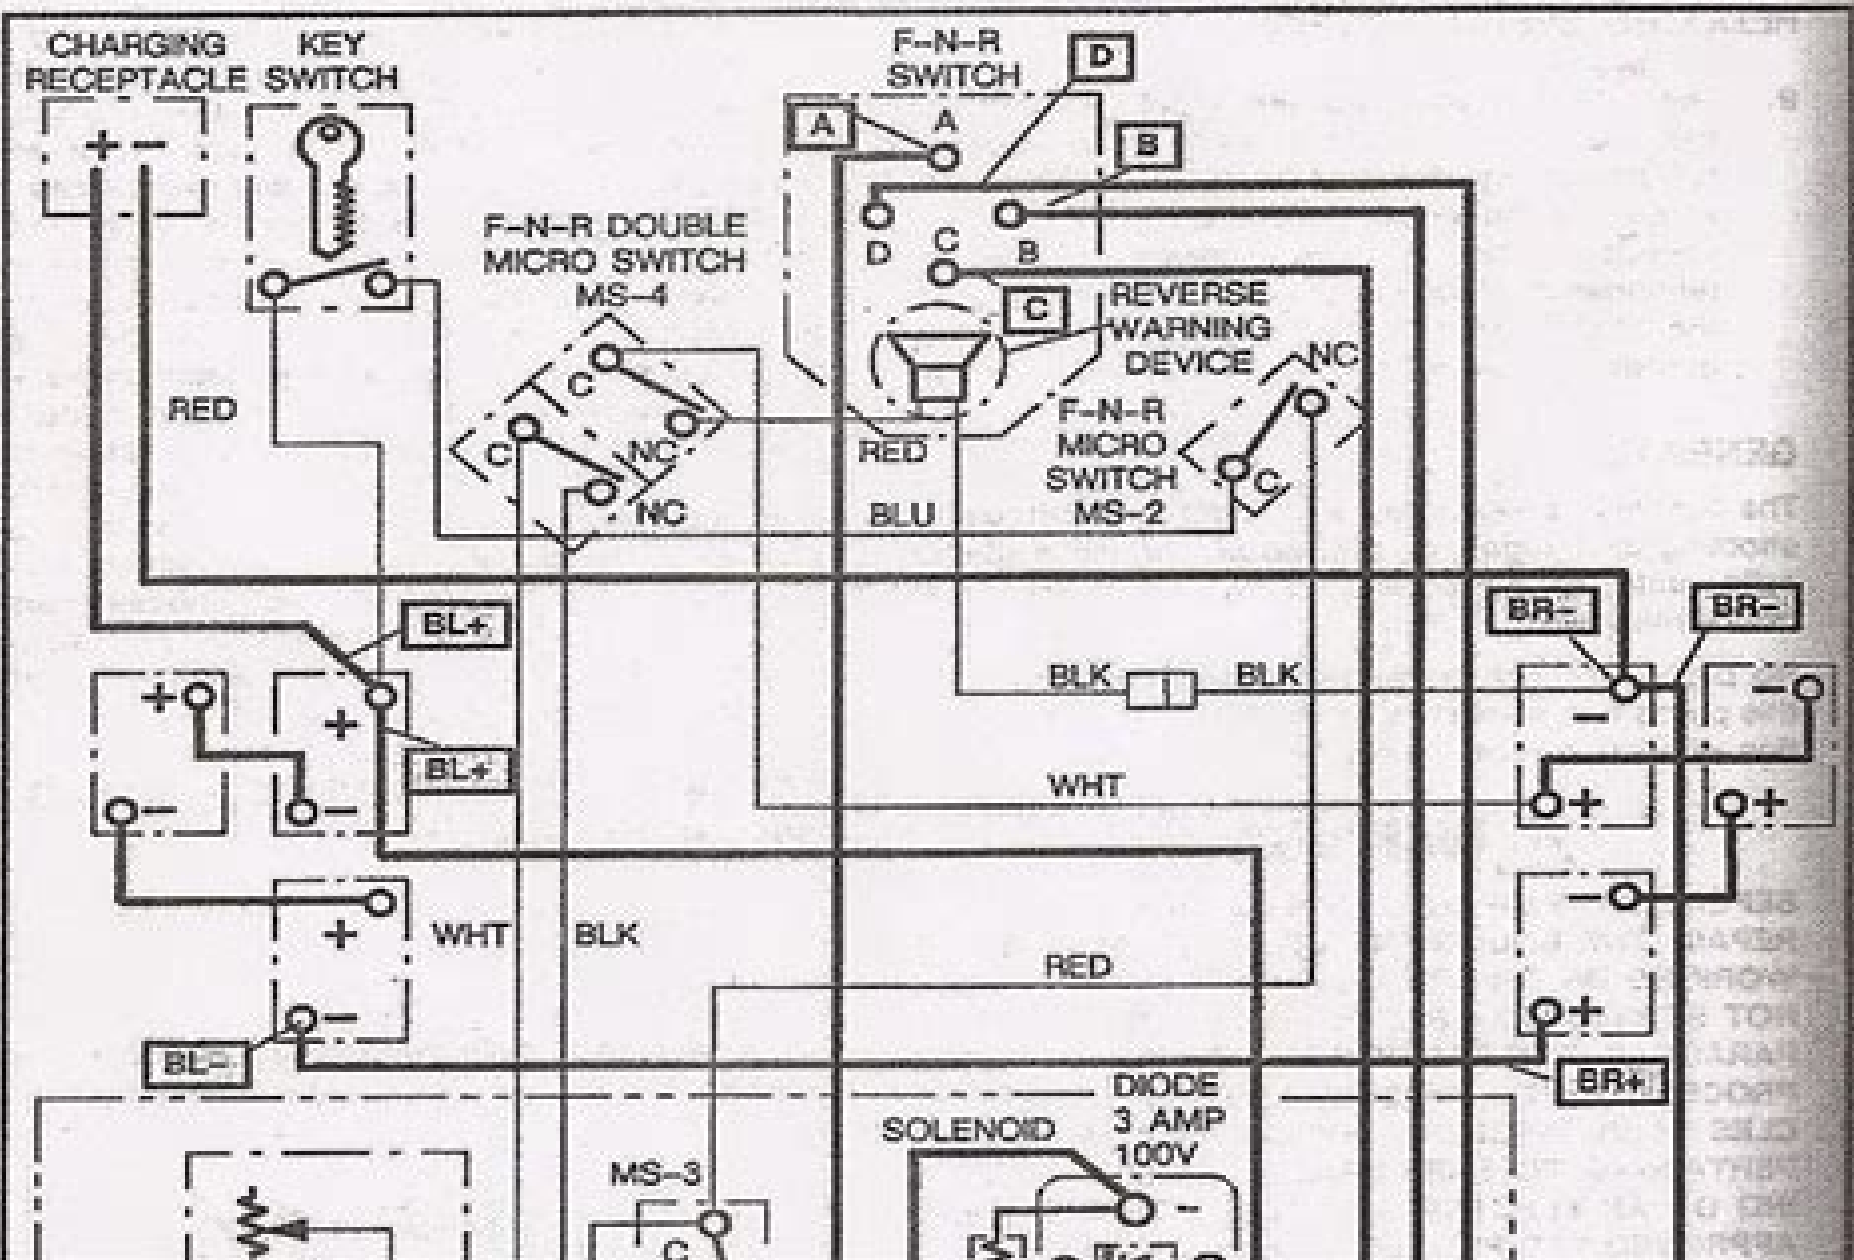 CHARGING RECEPTACLE
KEY SWITCH
F-N-R SWITCH
D
A
A
B
+ -
F-N-R DOUBLE
MICRO SWITCH
MS-4
D
C
B
C
REVERSE
WARNING
DEVICE
NC
C
RED
C
NC
NC
RED
F-N-R
MICRO
SWITCH
MS-2
C
BLU
BL+
BR-
BR-
BLK
BLK
+
+
-
-
BL+
-
-
WHT
+
+
+
WHT
BLK
-
RED
-
+
BL-
BR+
DIODE
3 AMP
100V
SOLENOID
MS-3
-
C